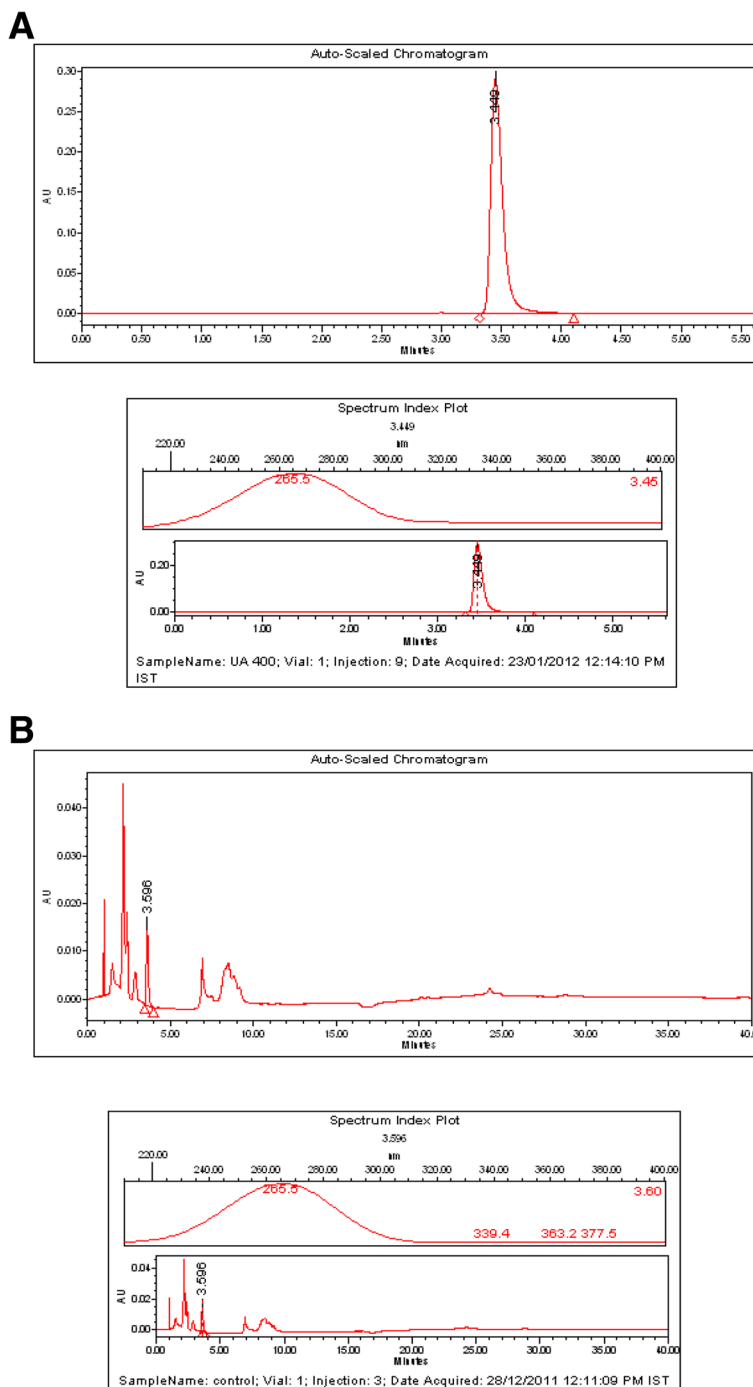 A
Auto-Scaled Chromatogram
0.30
0.25
0.20
0.15
0.10
0.05
0.00
AU
3.449
0.00 0.50 1.00 1.50 2.00 2.50 3.00 3.50 4.00 4.50 5.00 5.50
Minutes
Spectrum Index Plot
3.449
nm
220.00 240.00 260.00 280.00 300.00 320.00 340.00 360.00 380.00 400.00
265.5 3.45
AU
0.20
0.00
3.449
0.00 1.00 2.00 3.00 4.00 5.00
Minutes
SampleName: UA 400; Vial: 1; Injection: 9; Date Acquired: 23/01/2012 12:14:10 PM
IST
B
Auto-Scaled Chromatogram
0.040
0.030
0.020
0.010
0.000
AU
3.596
0.00 5.00 10.00 15.00 20.00 25.00 30.00 35.00 40.0
Minutes
Spectrum Index Plot
3.596
nm
220.00 240.00 260.00 280.00 300.00 320.00 340.00 360.00 380.00 400.00
265.5 3.60
339.4 363.2 377.5
AU
0.04
0.02
0.00
3.596
0.00 5.00 10.00 15.00 20.00 25.00 30.00 35.00 40.00
Minutes
SampleName: control; Vial: 1; Injection: 3; Date Acquired: 28/12/2011 12:11:09 PM IST